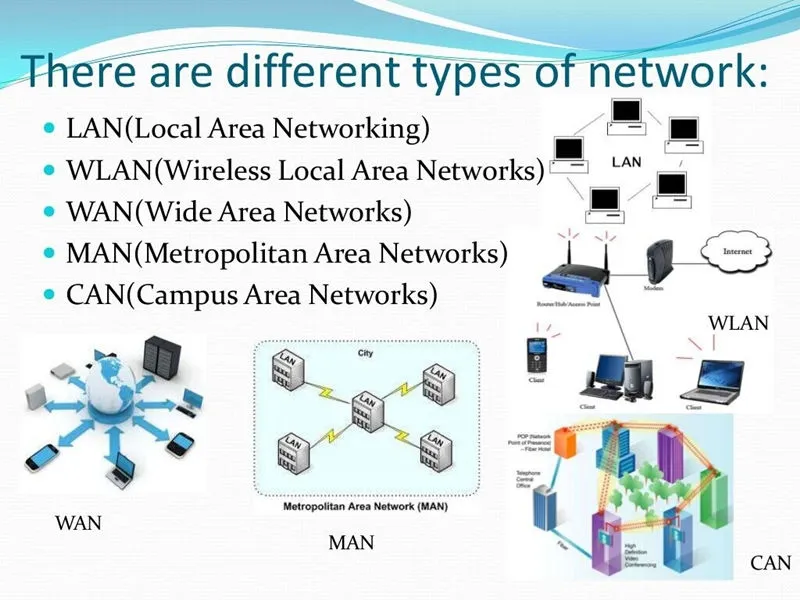 There are different types of network:
LAN(Local Area Networking)
WLAN(Wireless Local Area Networks)
WAN(Wide Area Networks)
MAN(Metropolitan Area Networks)
CAN(Campus Area Networks)
LAN
Internet
Modem
Router/Hub/Access Point
WLAN
Client
Client
Client
City
LAN
LAN
LAN
LAN
LAN
Metropolitan Area Network (MAN)
WAN
MAN
POP (Network
Point of Presence)
– Fiber Hotel
Telephone
Central
Office
Fiber
High
Definition
Video
Conferencing
CAN